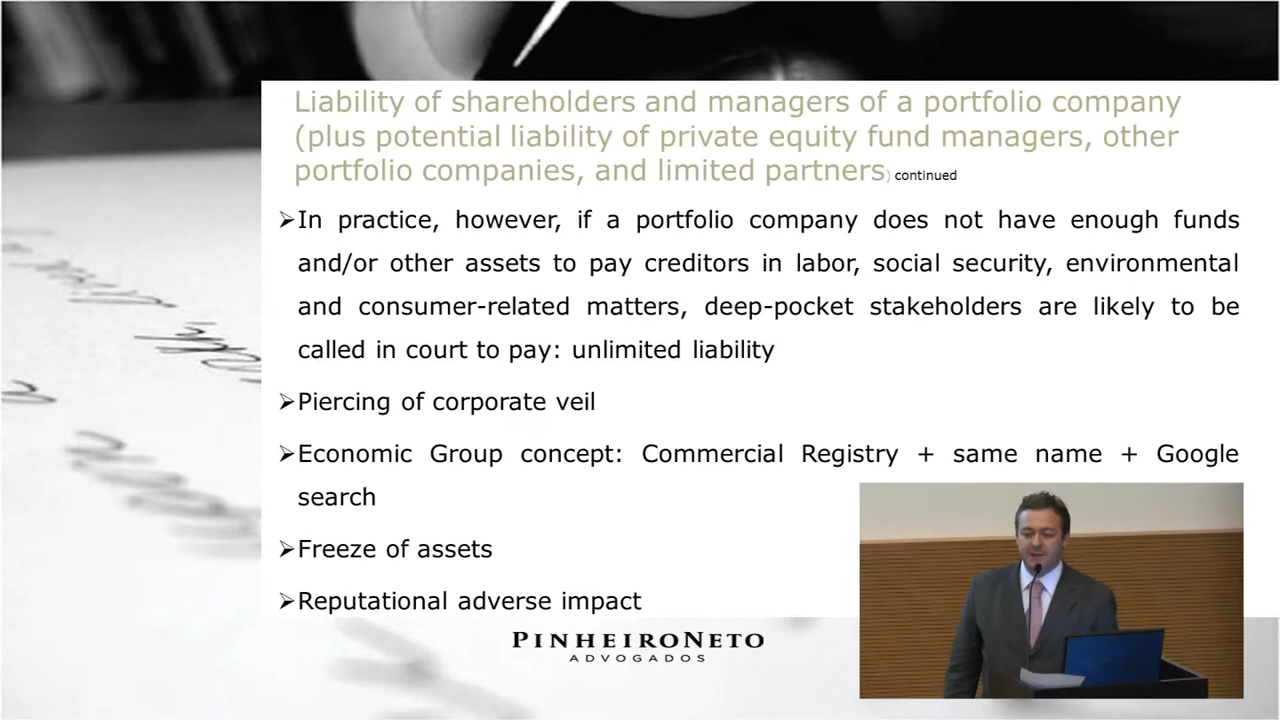 Liability of shareholders and managers of a portfolio company
(plus potential liability of private equity fund managers, other
portfolio companies, and limited partners) continued
➢In practice, however, if a portfolio company does not have enough funds
and/or other assets to pay creditors in labor, social security, environmental
and consumer-related matters, deep-pocket stakeholders are likely to be
called in court to pay: unlimited liability
➢Piercing of corporate veil
➢Economic Group concept: Commercial Registry + same name + Google
search
➢Freeze of assets
➢Reputational adverse impact
PINHEIRONETO
ADVOGADOS